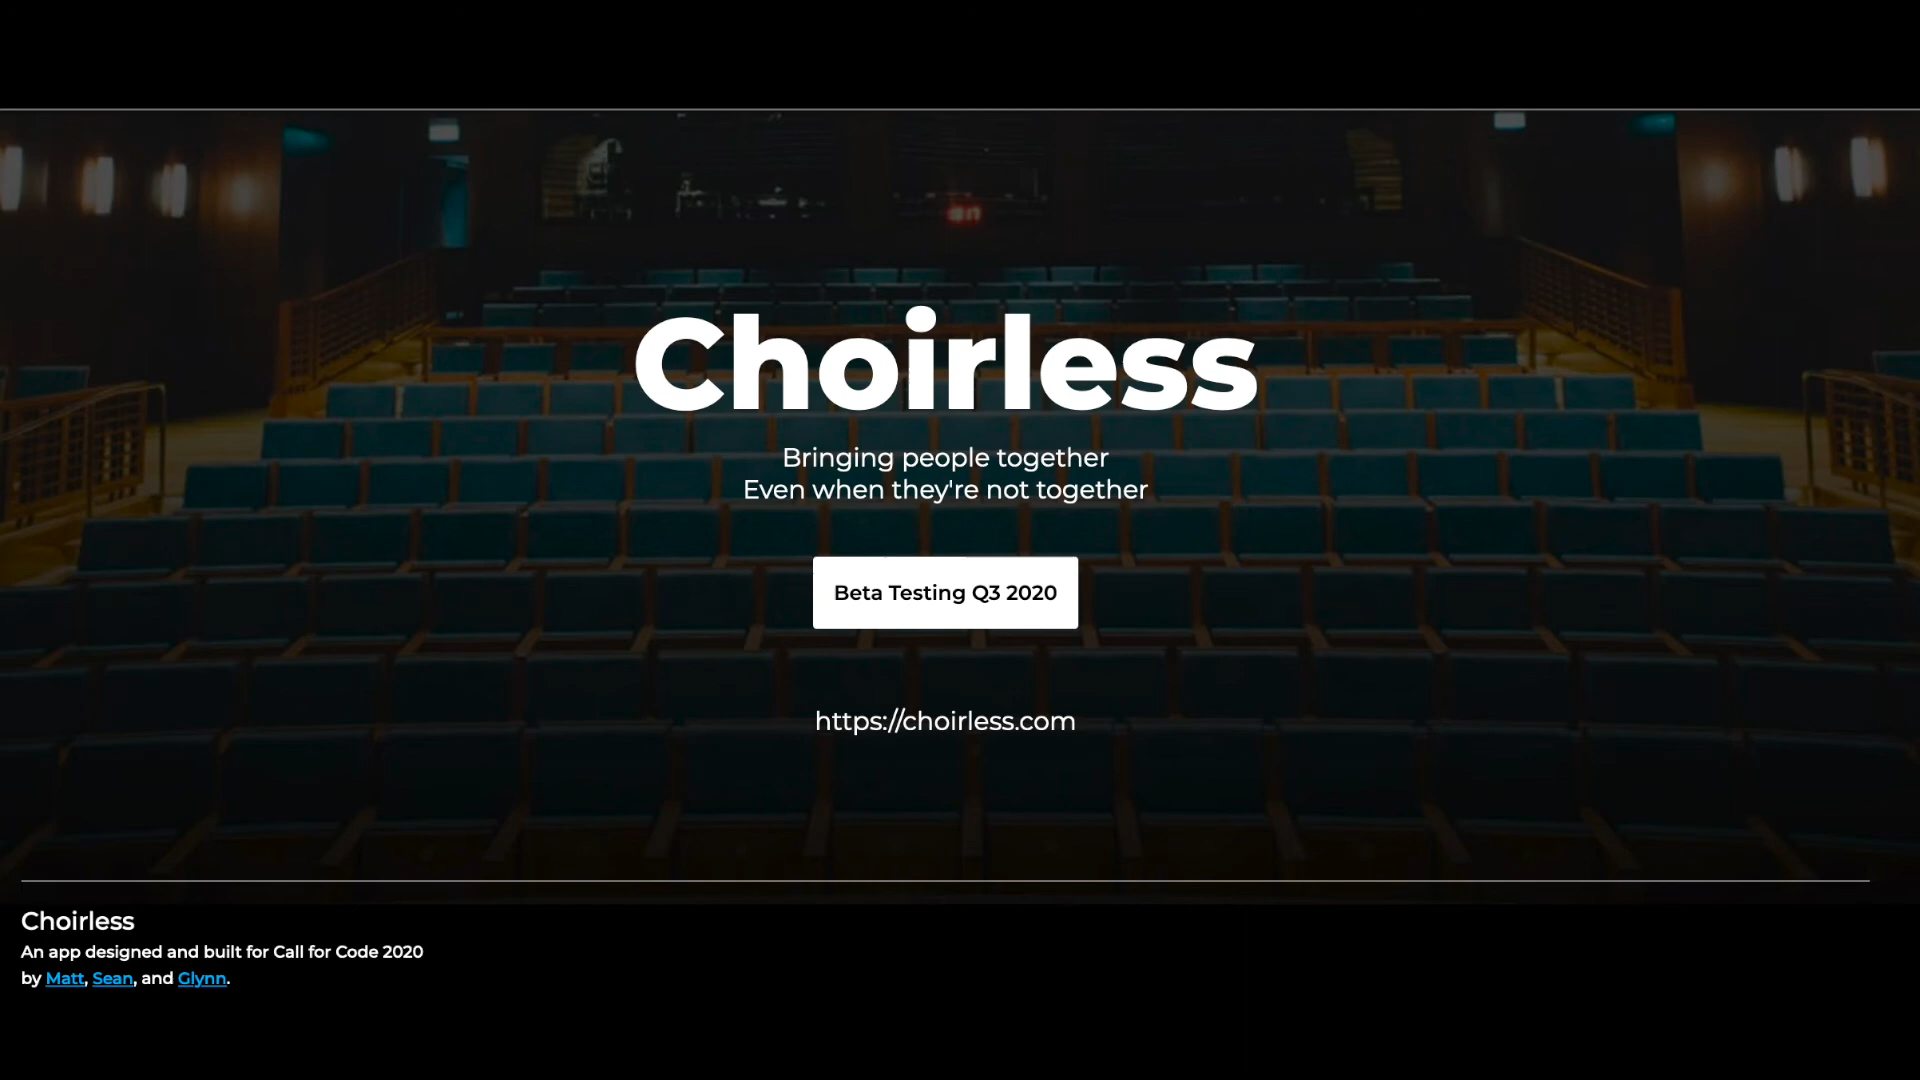 Choirless
Bringing people together
Even when they're not together
Beta Testing Q3 2020
https://choirless.com
Choirless
An app designed and built for Call for Code 2020
by Matt, Sean, and Glynn.